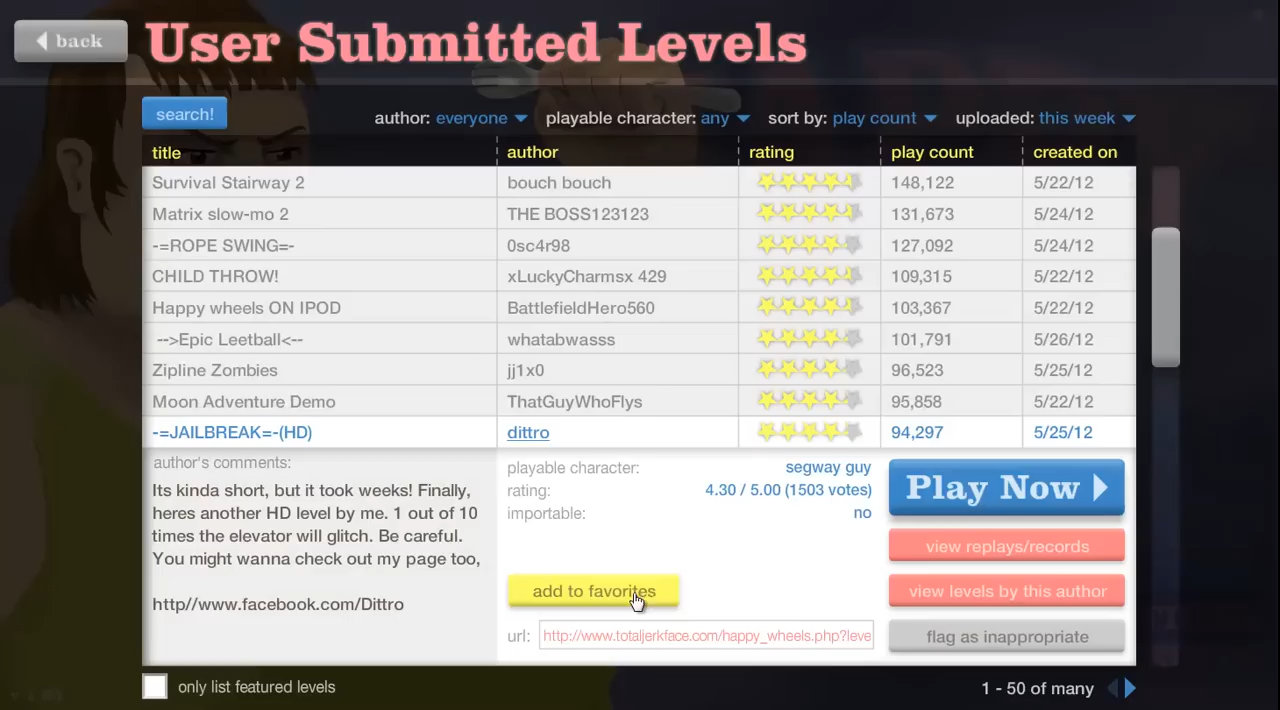 back
User Submitted Levels
search!
author: everyone playable character: any sort by: play count uploaded: this week
title author rating play count created on
Survival Stairway 2 bouch bouch 148,122 5/22/12
Matrix slow-mo 2 THE BOSS123123 131,673 5/24/12
-=ROPE SWING=- 0sc4r98 127,092 5/24/12
CHILD THROW! xLuckyCharmsx 429 109,315 5/22/12
Happy wheels ON IPOD BattlefieldHero560 103,367 5/22/12
-->Epic Leetball<-- whatabwasss 101,791 5/26/12
Zipline Zombies jj1x0 96,523 5/25/12
Moon Adventure Demo ThatGuyWhoFlys 95,858 5/22/12
-=JAILBREAK=-(HD) dittro 94,297 5/25/12
author's comments:
Its kinda short, but it took weeks! Finally,
heres another HD level by me. 1 out of 10
times the elevator will glitch. Be careful.
You might wanna check out my page too,
http//www.facebook.com/Dittro
playable character: segway guy
rating: 4.30 / 5.00 (1503 votes)
importable: no
add to favorites
url: http://www.totaljerkface.com/happy_wheels.php?leve
Play Now
view replays/records
view levels by this author
flag as inappropriate
only list featured levels
1 - 50 of many